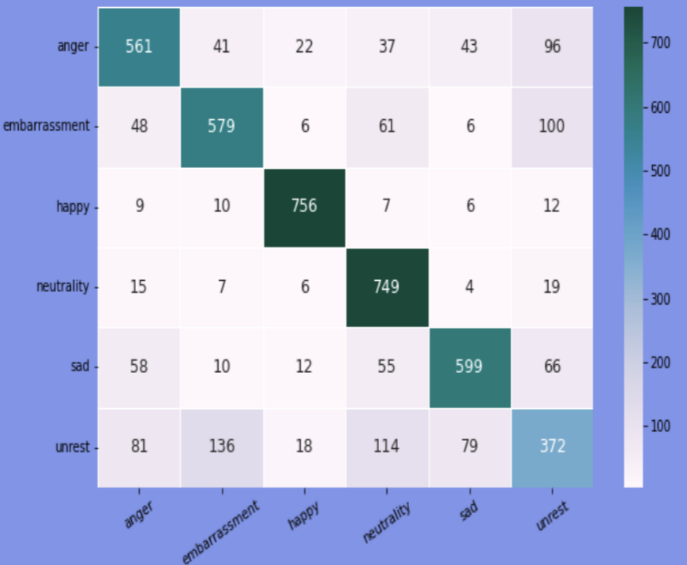 anger 561 41 22 37 43 96
embarrassment 48 579 6 61 6 100
happy 9 10 756 7 6 12
neutrality 15 7 6 749 4 19
sad 58 10 12 55 599 66
unrest 81 136 18 114 79 372
anger embarrassment happy neutrality sad unrest
700
600
500
400
300
200
100